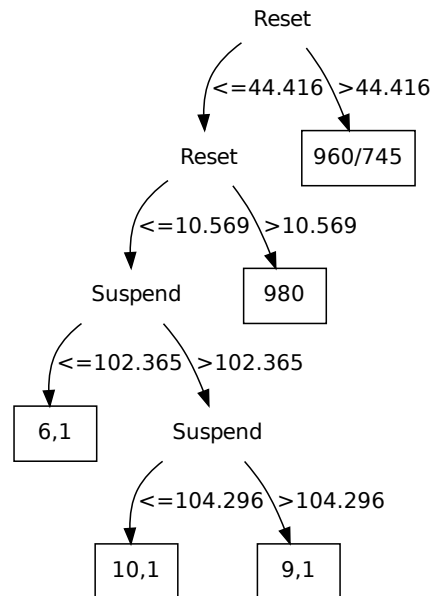 Reset
<=44.416 >44.416
Reset
960/745
<=10.569 >10.569
Suspend
980
<=102.365 >102.365
6,1
Suspend
<=104.296 >104.296
10,1
9,1